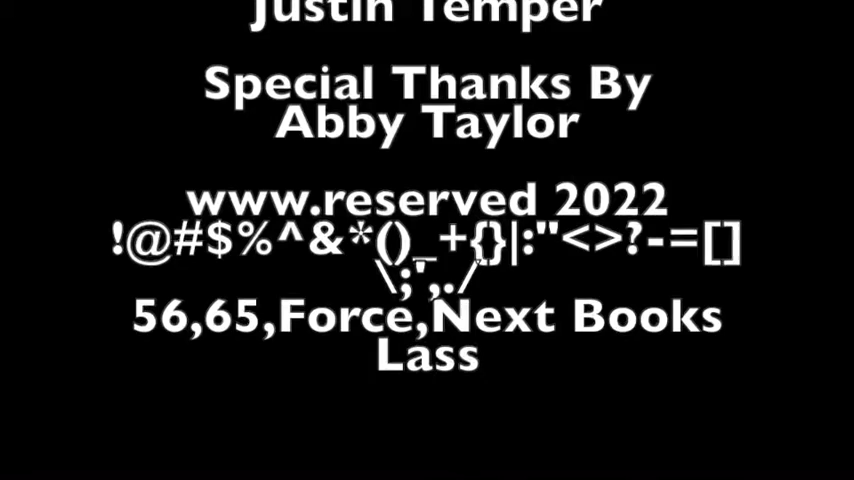 Justin Temper
Special Thanks By
Abby Taylor
www.reserved 2022
!@#$%^&*()_+{}|:"<>?-=[]
\;',./
56,65,Force,Next Books
Lass